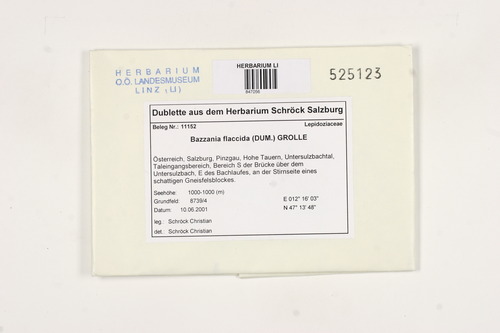 HERBARIUM
O.Ö. LANDESMUSEUM
LINZ (LI)
HERBARIUM LI
525123
Dublette aus dem Herbarium Schröck Salzburg
Beleg Nr.: 11152 Lepidoziaceae
Bazzania flaccida (DUM.) GROLLE
Österreich, Salzburg, Pinzgau, Hohe Tauern, Untersulzbachtal,
Taleingangsbereich, Bereich S der Brücke über dem
Untersulzbach, E des Bachlaufes, an der Stirnseite eines
schattigen Gneisfelsblockes.
Seehöhe: 1000-1000 (m)
Grundfeld: 8739/4 E 012° 16' 03"
Datum: 10.06.2001 N 47° 13' 48"
leg.: Schröck Christian
det.: Schröck Christian